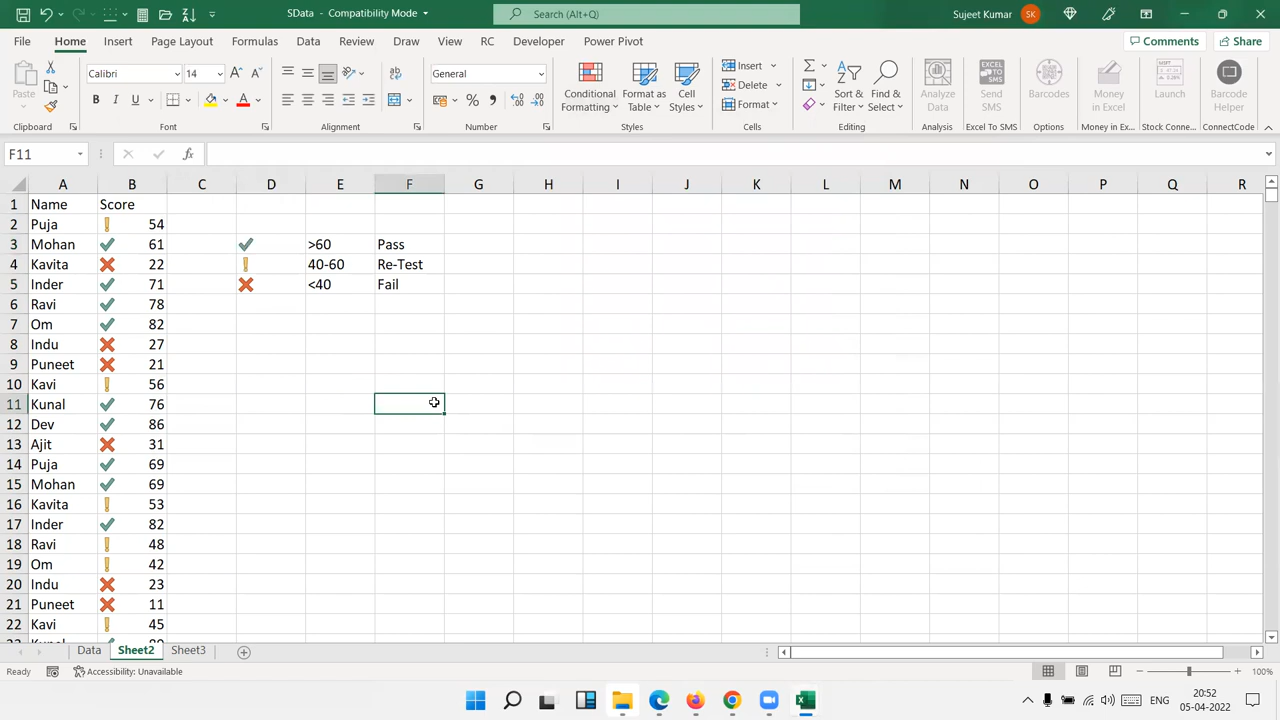 SData - Compatibility Mode
Search (Alt+Q)
Sujeet Kumar SK
File Home Insert Page Layout Formulas Data Review View Draw RC Developer Power Pivot
Comments Share
Paste
Calibri 14
General
Conditional Formatting
Format as Table
Cell Styles
Insert
Delete
Format
Sort & Filter
Find & Select
Analyze Data
Send SMS
Barcodes
Money in Excel
Launch
Barcode Helper
Clipboard Font Alignment Number Styles Cells Editing Analysis Excel To SMS Options Money in Ex... Stock Connec... ConnectCode
F11 fx
A B C D E F G H I J K L M N O P Q R
1 Name Score
2 Puja 54
3 Mohan 61 >60 Pass
4 Kavita 22 40-60 Re-Test
5 Inder 71 <40 Fail
6 Ravi 78
7 Om 82
8 Indu 27
9 Puneet 21
10 Kavi 56
11 Kunal 76
12 Dev 86
13 Ajit 31
14 Puja 69
15 Mohan 69
16 Kavita 53
17 Inder 82
18 Ravi 48
19 Om 42
20 Indu 23
21 Puneet 11
22 Kavi 45
Data Sheet2 Sheet3
Ready Accessibility: Unavailable 100%
ENG 20:52
05-04-2022